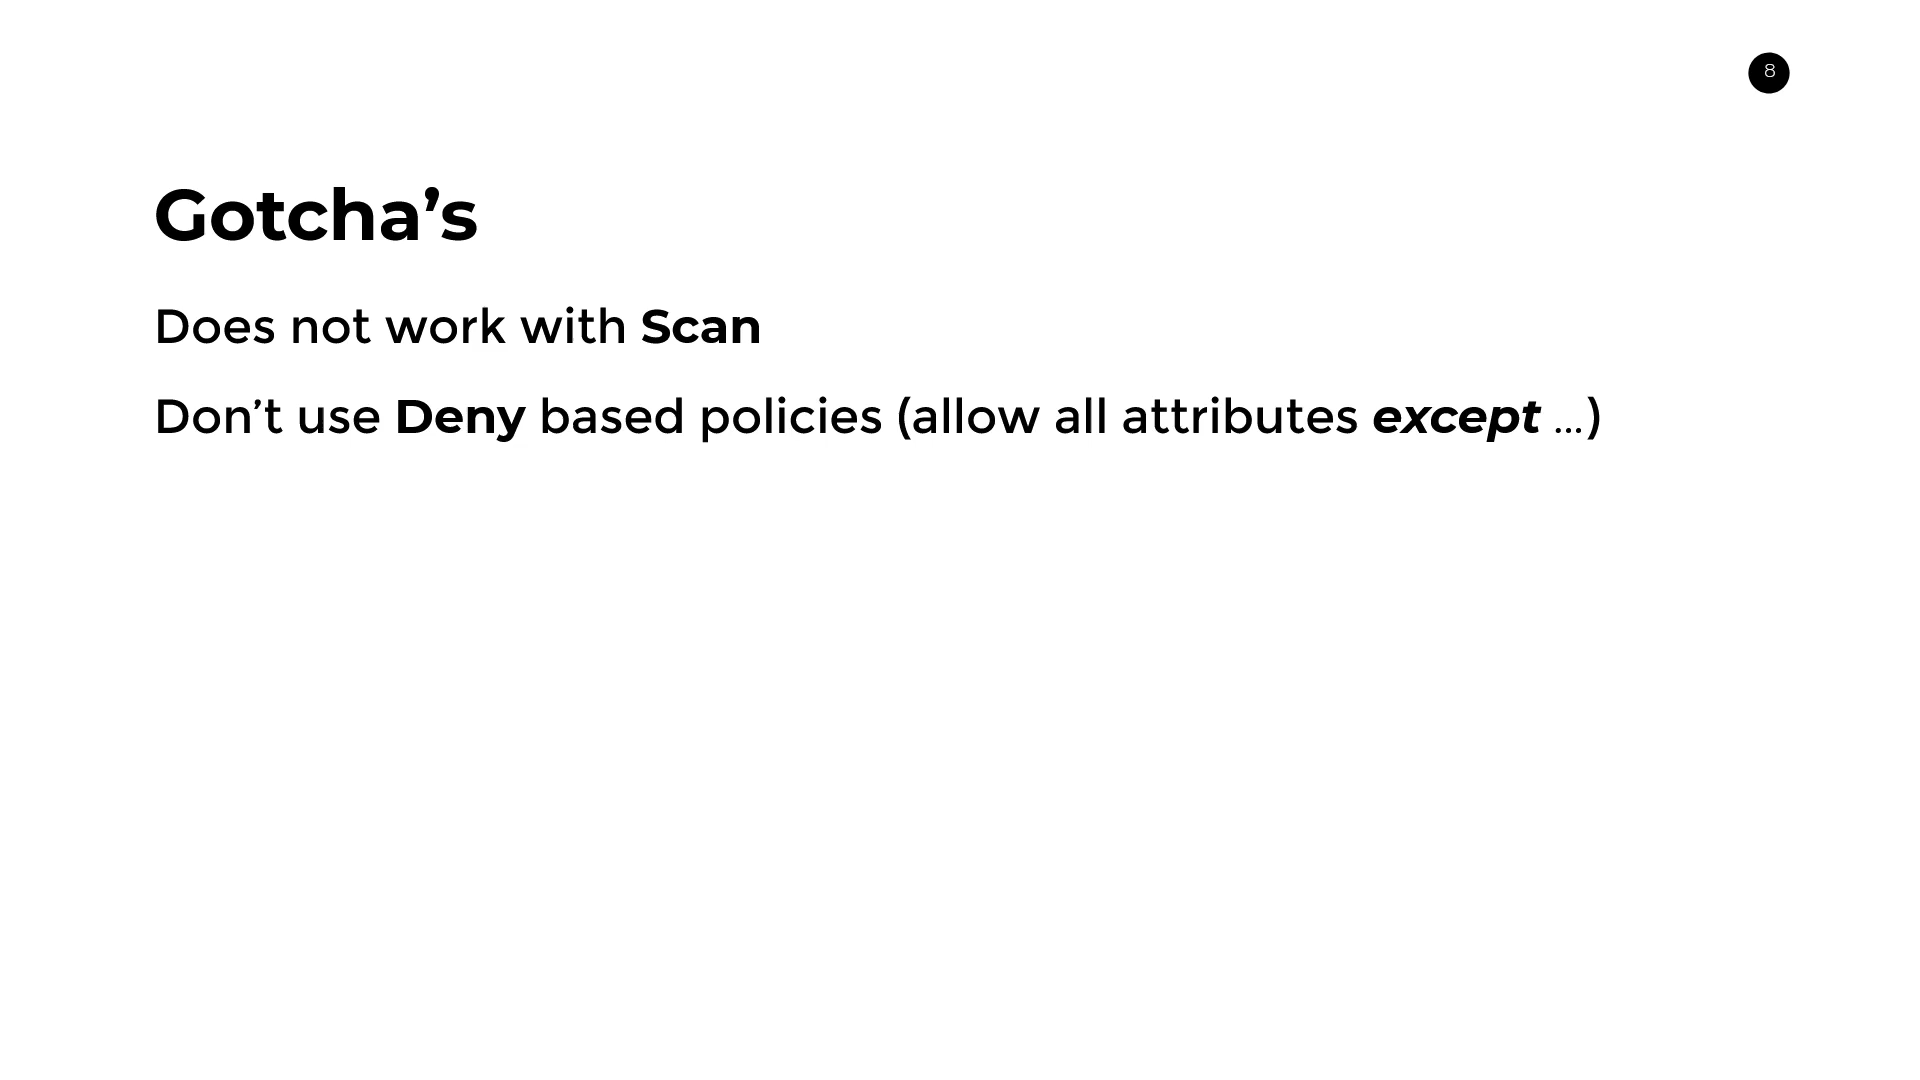 8
Gotcha’s
Does not work with Scan
Don’t use Deny based policies (allow all attributes except ...)